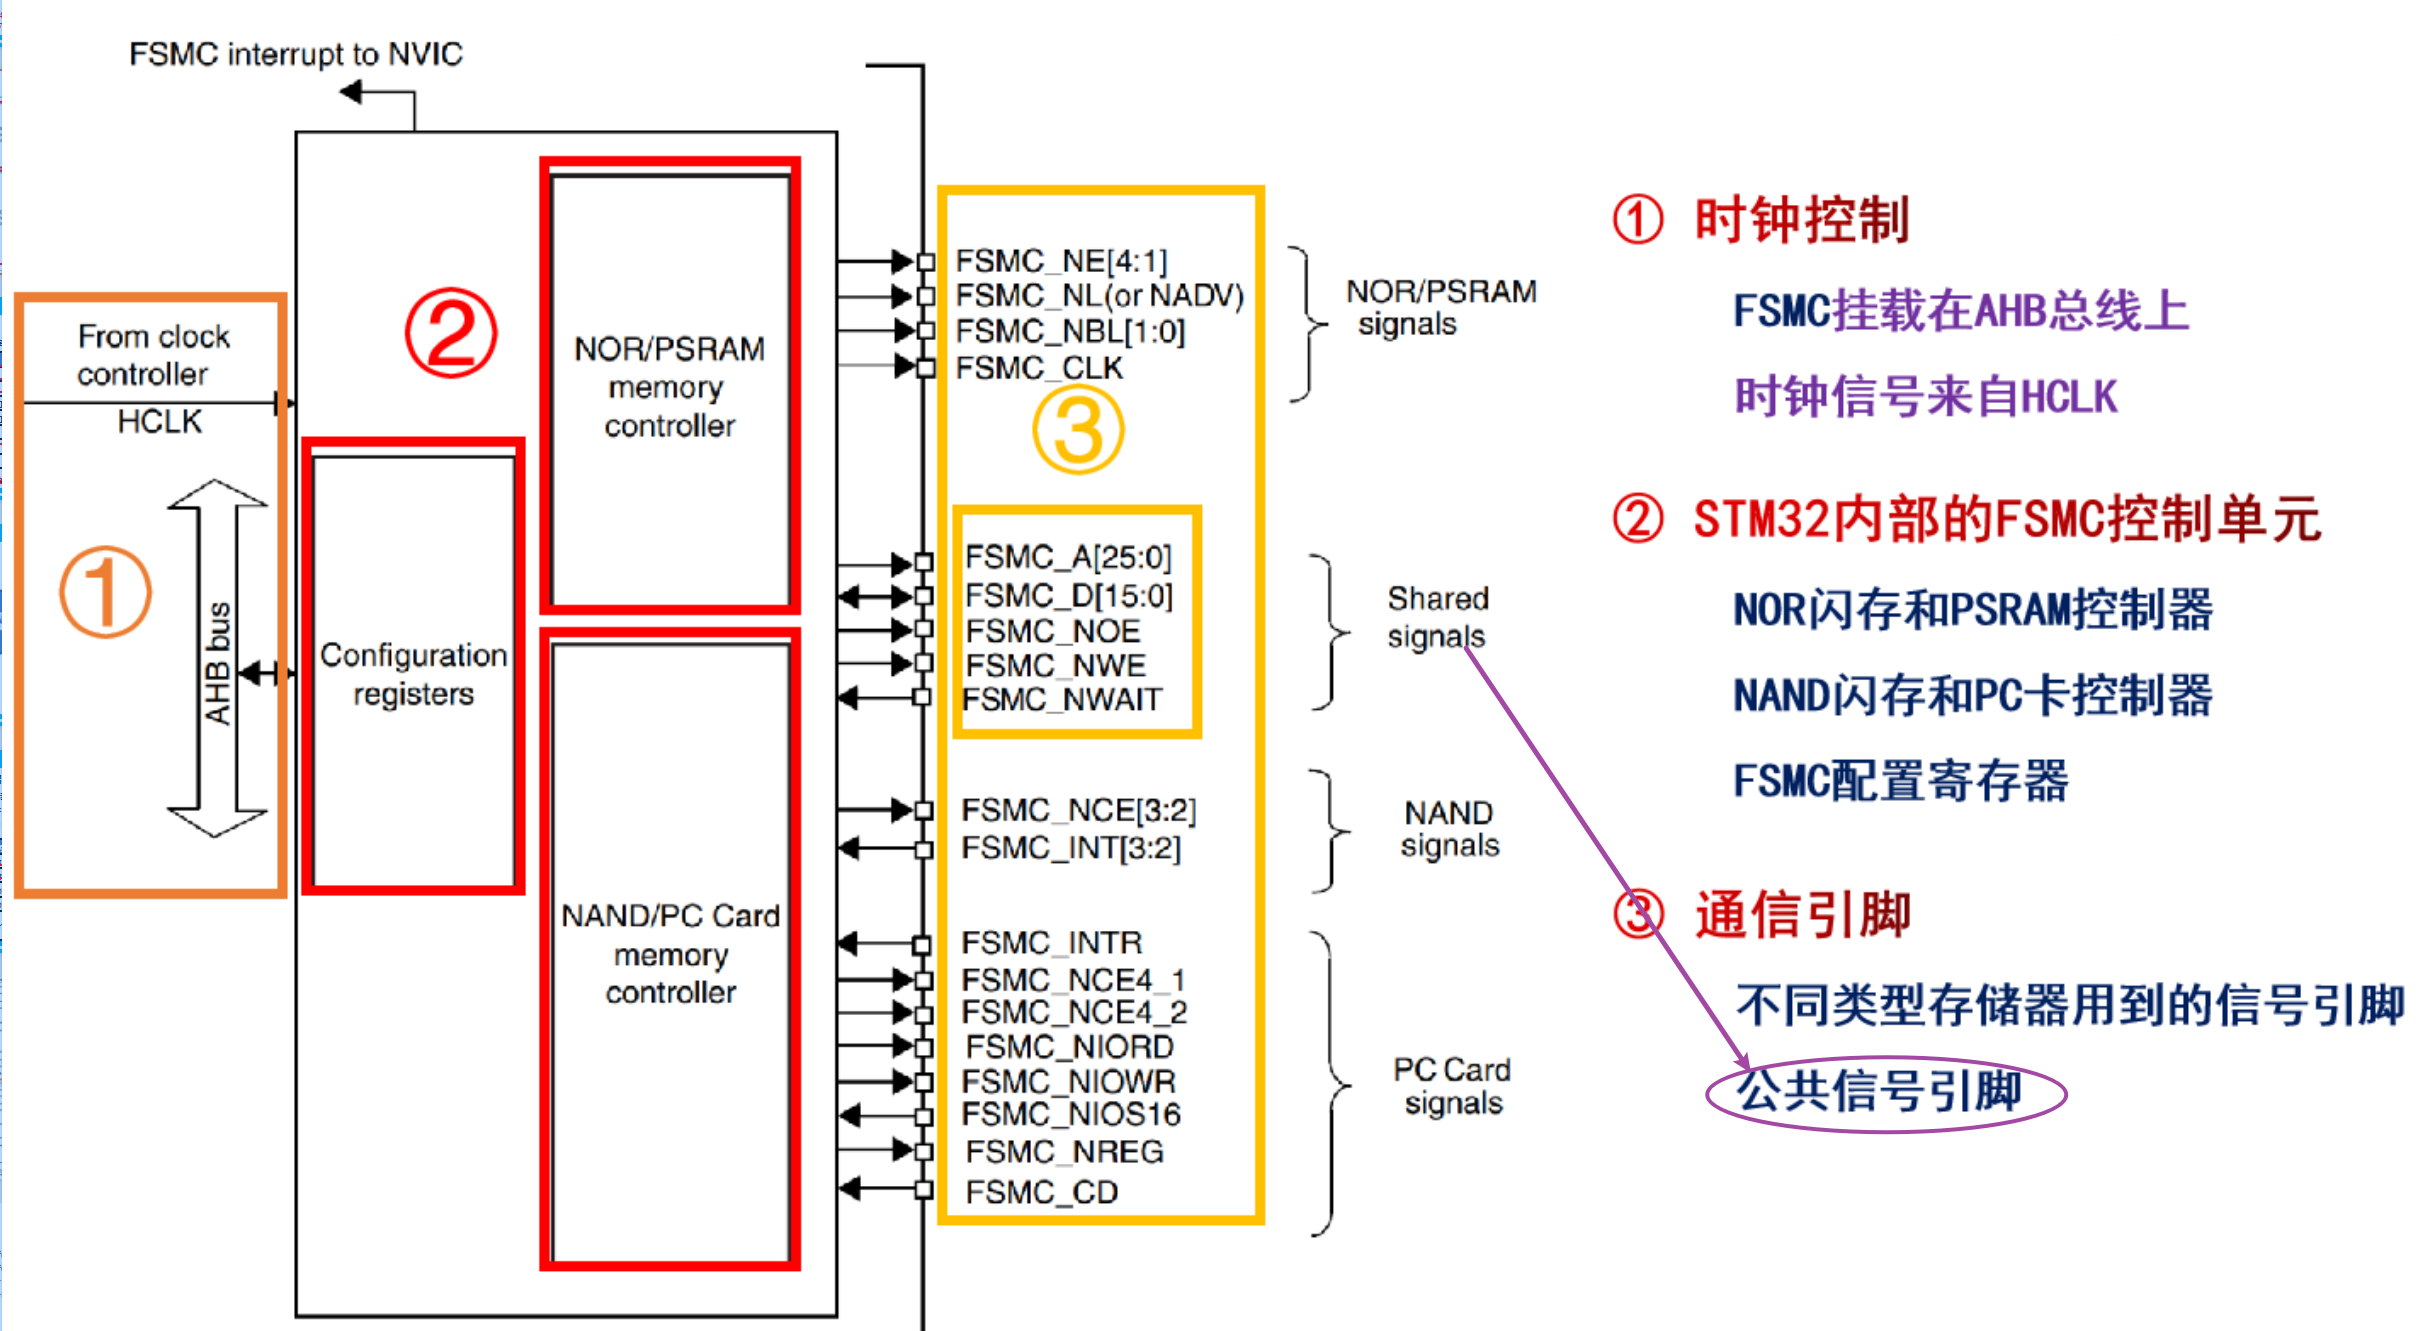 FSMC interrupt to NVIC
From clock
controller
HCLK
①
AHB bus
②
Configuration
registers
NOR/PSRAM
memory
controller
NAND/PC Card
memory
controller
FSMC_NE[4:1]
FSMC_NL(or NADV)
FSMC_NBL[1:0]
FSMC_CLK
③
FSMC_A[25:0]
FSMC_D[15:0]
FSMC_NOE
FSMC_NWE
FSMC_NWAIT
FSMC_NCE[3:2]
FSMC_INT[3:2]
FSMC_INTR
FSMC_NCE4_1
FSMC_NCE4_2
FSMC_NIORD
FSMC_NIOWR
FSMC_NIOS16
FSMC_NREG
FSMC_CD
NOR/PSRAM
signals
Shared
signals
NAND
signals
PC Card
signals
① 时钟控制
FSMC挂载在AHB总线上
时钟信号来自HCLK
② STM32内部的FSMC控制单元
NOR闪存和PSRAM控制器
NAND闪存和PC卡控制器
FSMC配置寄存器
③ 通信引脚
不同类型存储器用到的信号引脚
公共信号引脚